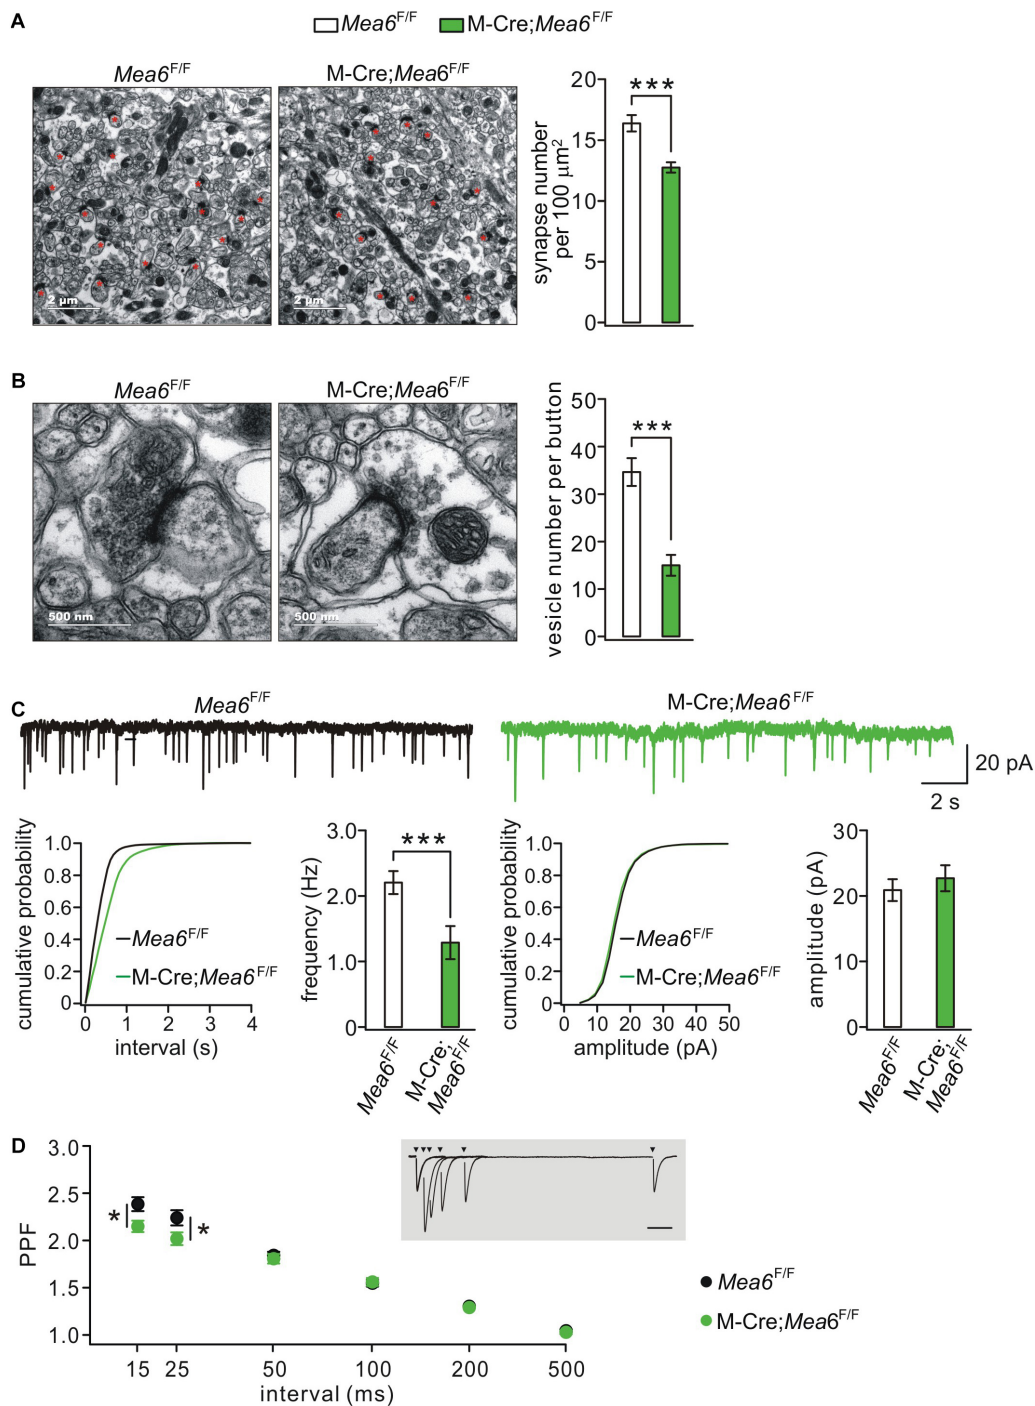 A
Mea6F/F M-Cre;Mea6F/F
Mea6F/F
M-Cre;Mea6F/F
2 μm
2 μm
synapse number
per 100 μm2
20
15
10
5
0
***
B
Mea6F/F
M-Cre;Mea6F/F
500 nm
500 nm
vesicle number per button
50
40
30
20
10
0
***
C
Mea6F/F
M-Cre;Mea6F/F
20 pA
2 s
cumulative probability
1.0
0.8
0.6
0.4
0.2
0
Mea6F/F
M-Cre;Mea6F/F
0 1 2 3 4
interval (s)
frequency (Hz)
3.0
2.0
1.0
0
***
Mea6F/F
M-Cre;
Mea6F/F
cumulative probability
1.0
0.8
0.6
0.4
0.2
0
Mea6F/F
M-Cre;Mea6F/F
0 10 20 30 40 50
amplitude (pA)
amplitude (pA)
30
20
10
0
Mea6F/F
M-Cre;
Mea6F/F
D
PPF
3.0
2.5
2.0
1.5
1.0
* *
15 25 50 100 200 500
interval (ms)
Mea6F/F
M-Cre;Mea6F/F